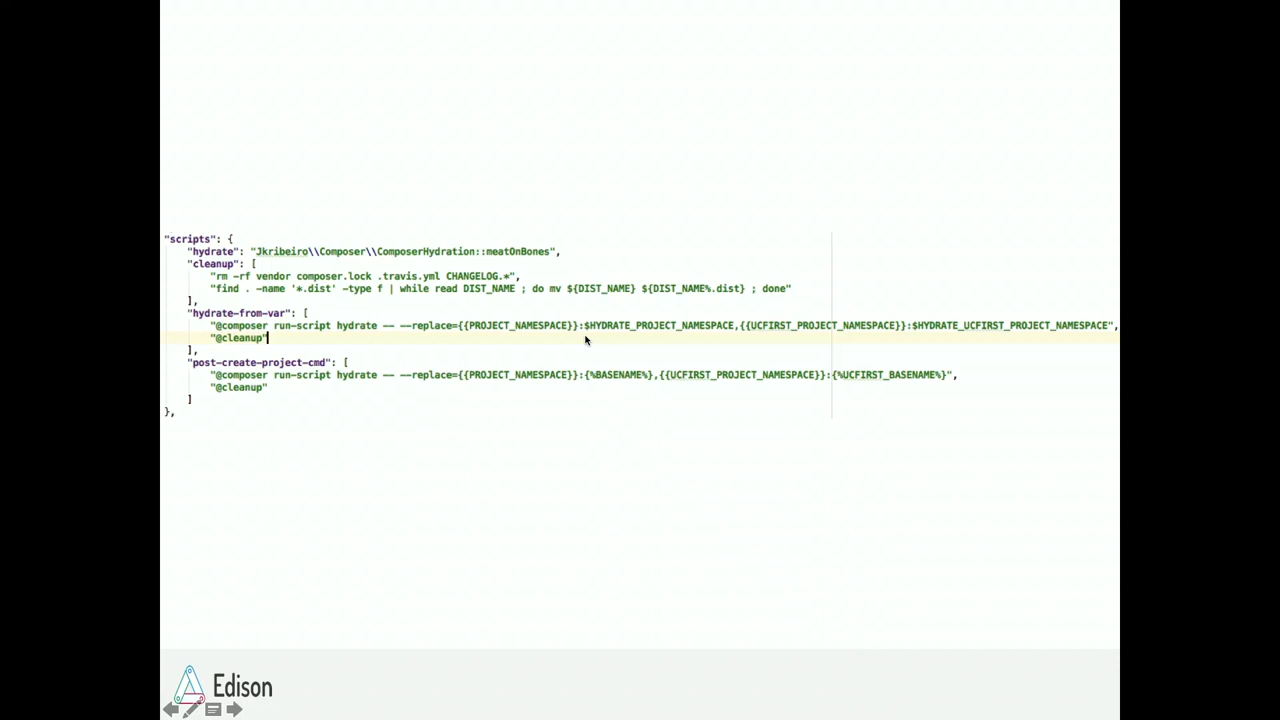 "scripts": {
"hydrate": "Jkribeiro\\Composer\\ComposerHydration::meatOnBones",
"cleanup": [
"rm -rf vendor composer.lock .travis.yml CHANGELOG.*",
"find . -name '*.dist' -type f | while read DIST_NAME ; do mv ${DIST_NAME} ${DIST_NAME%.dist} ; done"
],
"hydrate-from-var": [
"@composer run-script hydrate -- --replace={{PROJECT_NAMESPACE}}:$HYDRATE_PROJECT_NAMESPACE,{{UCFIRST_PROJECT_NAMESPACE}}:$HYDRATE_UCFIRST_PROJECT_NAMESPACE",
"@cleanup"
],
"post-create-project-cmd": [
"@composer run-script hydrate -- --replace={{PROJECT_NAMESPACE}}:{%BASENAME%},{{UCFIRST_PROJECT_NAMESPACE}}:{%UCFIRST_BASENAME%}",
"@cleanup"
]
},
Edison